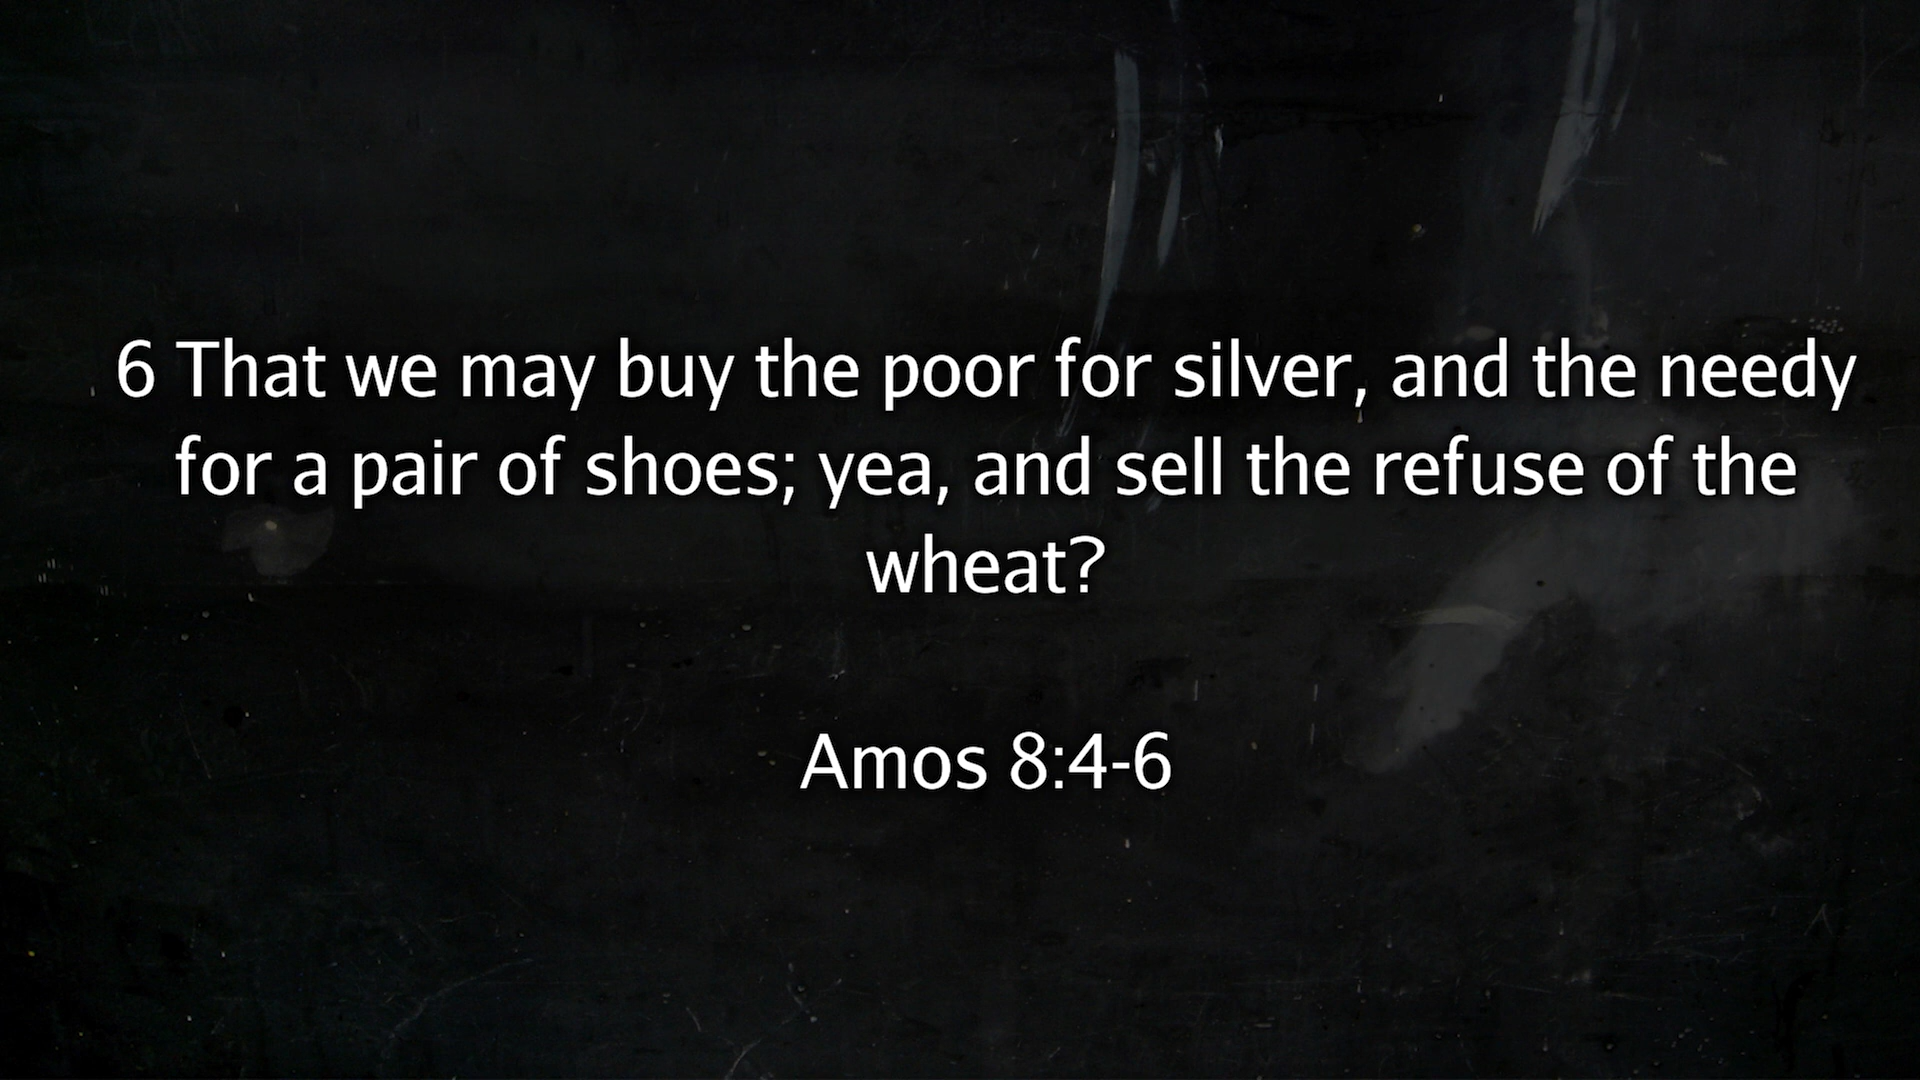 6 That we may buy the poor for silver, and the needy
for a pair of shoes; yea, and sell the refuse of the
wheat?
Amos 8:4-6